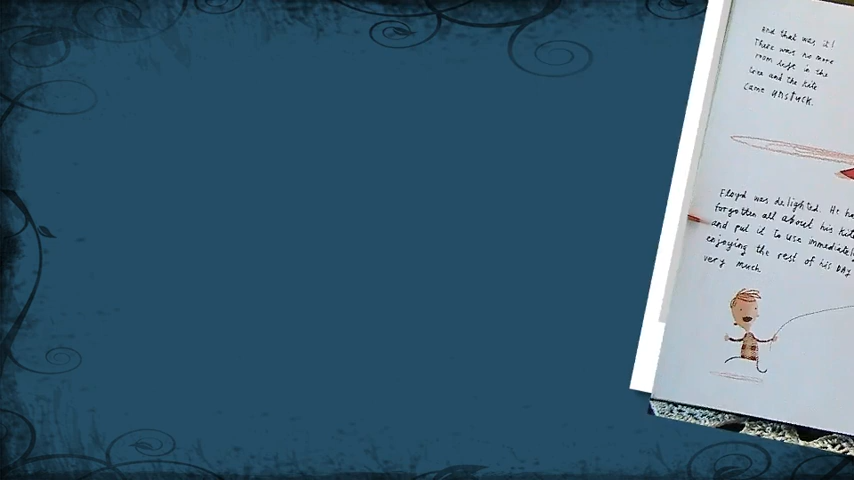 And that was it!
There was no more
room left in the
tree and the kite
came UNSTUCK.
Floyd was delighted. He
forgotten all about his kite
and put it to use immediately
enjoying the rest of his DAY
very much